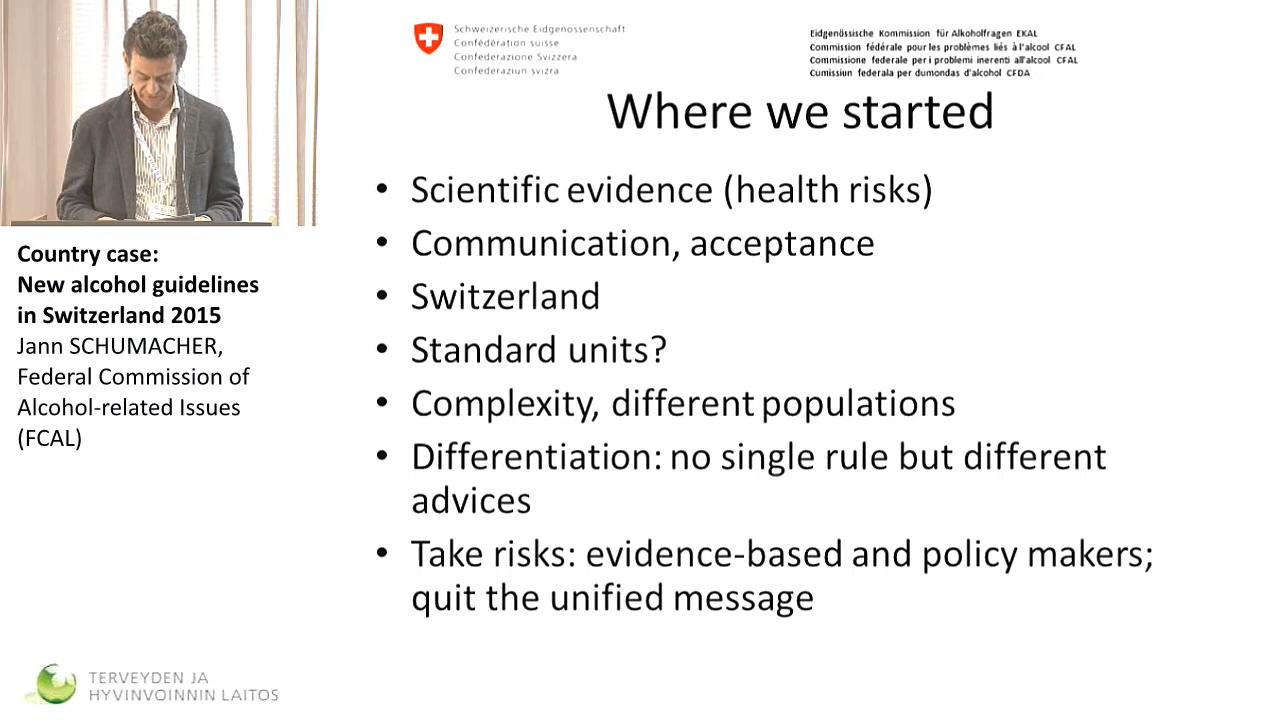 Schweizerische Eidgenossenschaft
Confédération suisse
Confederazione Svizzera
Confederaziun svizra
Eidgenössische Kommission für Alkoholfragen EKAL
Commission fédérale pour les problèmes liés à l'alcool CFAL
Commissione federale per i problemi inerenti all'alcool CFAL
Cumissiun federala per dumondas d'alcohol CFDA
Where we started
• Scientific evidence (health risks)
• Communication, acceptance
• Switzerland
• Standard units?
• Complexity, different populations
• Differentiation: no single rule but different
advices
• Take risks: evidence-based and policy makers;
quit the unified message
Country case:
New alcohol guidelines
in Switzerland 2015
Jann SCHUMACHER,
Federal Commission of
Alcohol-related Issues
(FCAL)
TERVEYDEN JA
HYVINVOINNIN LAITOS